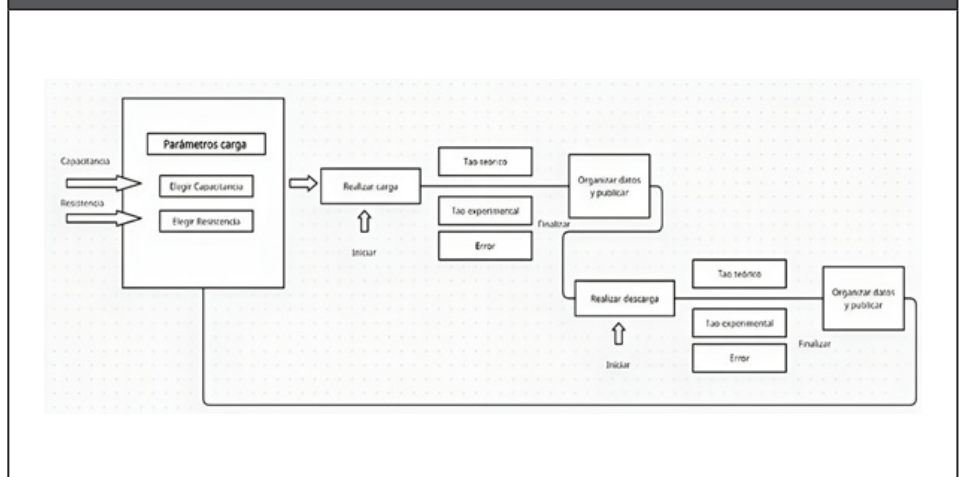 Parámetros carga
Capacitancia
Elegir Capacitancia
Resistencia
Elegir Resistencia
Realizar carga
Iniciar
Tao teorico
Tao experimental
Error
Finalizar
Organizar datos
y publicar
Realizar descarga
Iniciar
Tao teórico
Tao experimental
Error
Finalizar
Organizar datos
y publicar